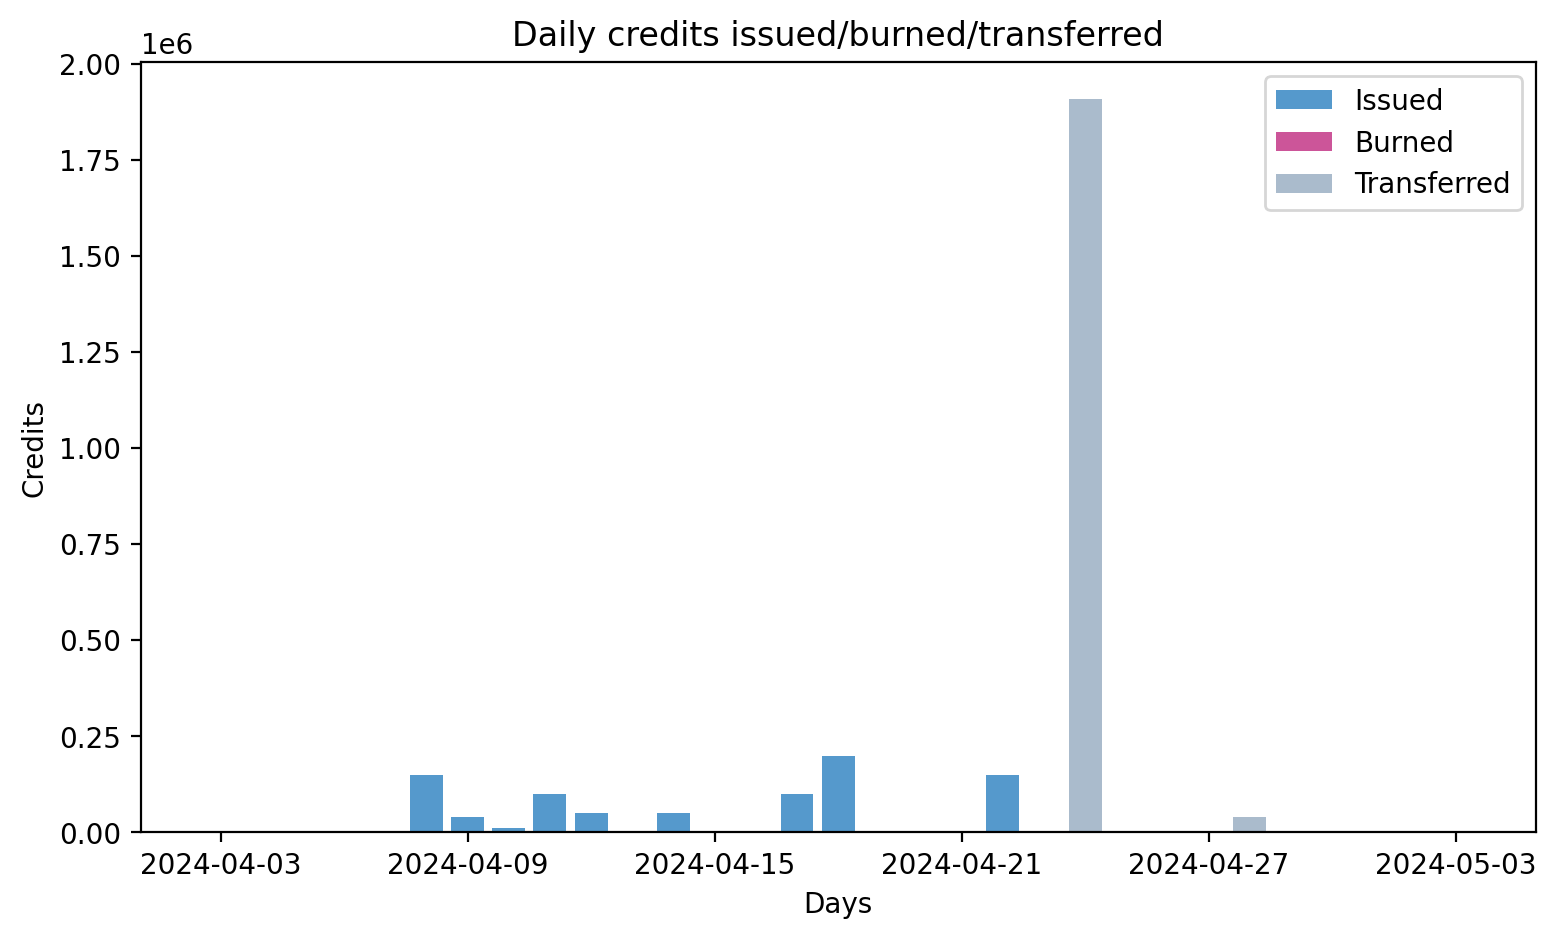 Daily credits issued/burned/transferred
1e6
2.00
1.75
1.50
1.25
1.00
0.75
0.50
0.25
0.00
Credits
Issued
Burned
Transferred
2024-04-03 2024-04-09 2024-04-15 2024-04-21 2024-04-27 2024-05-03
Days